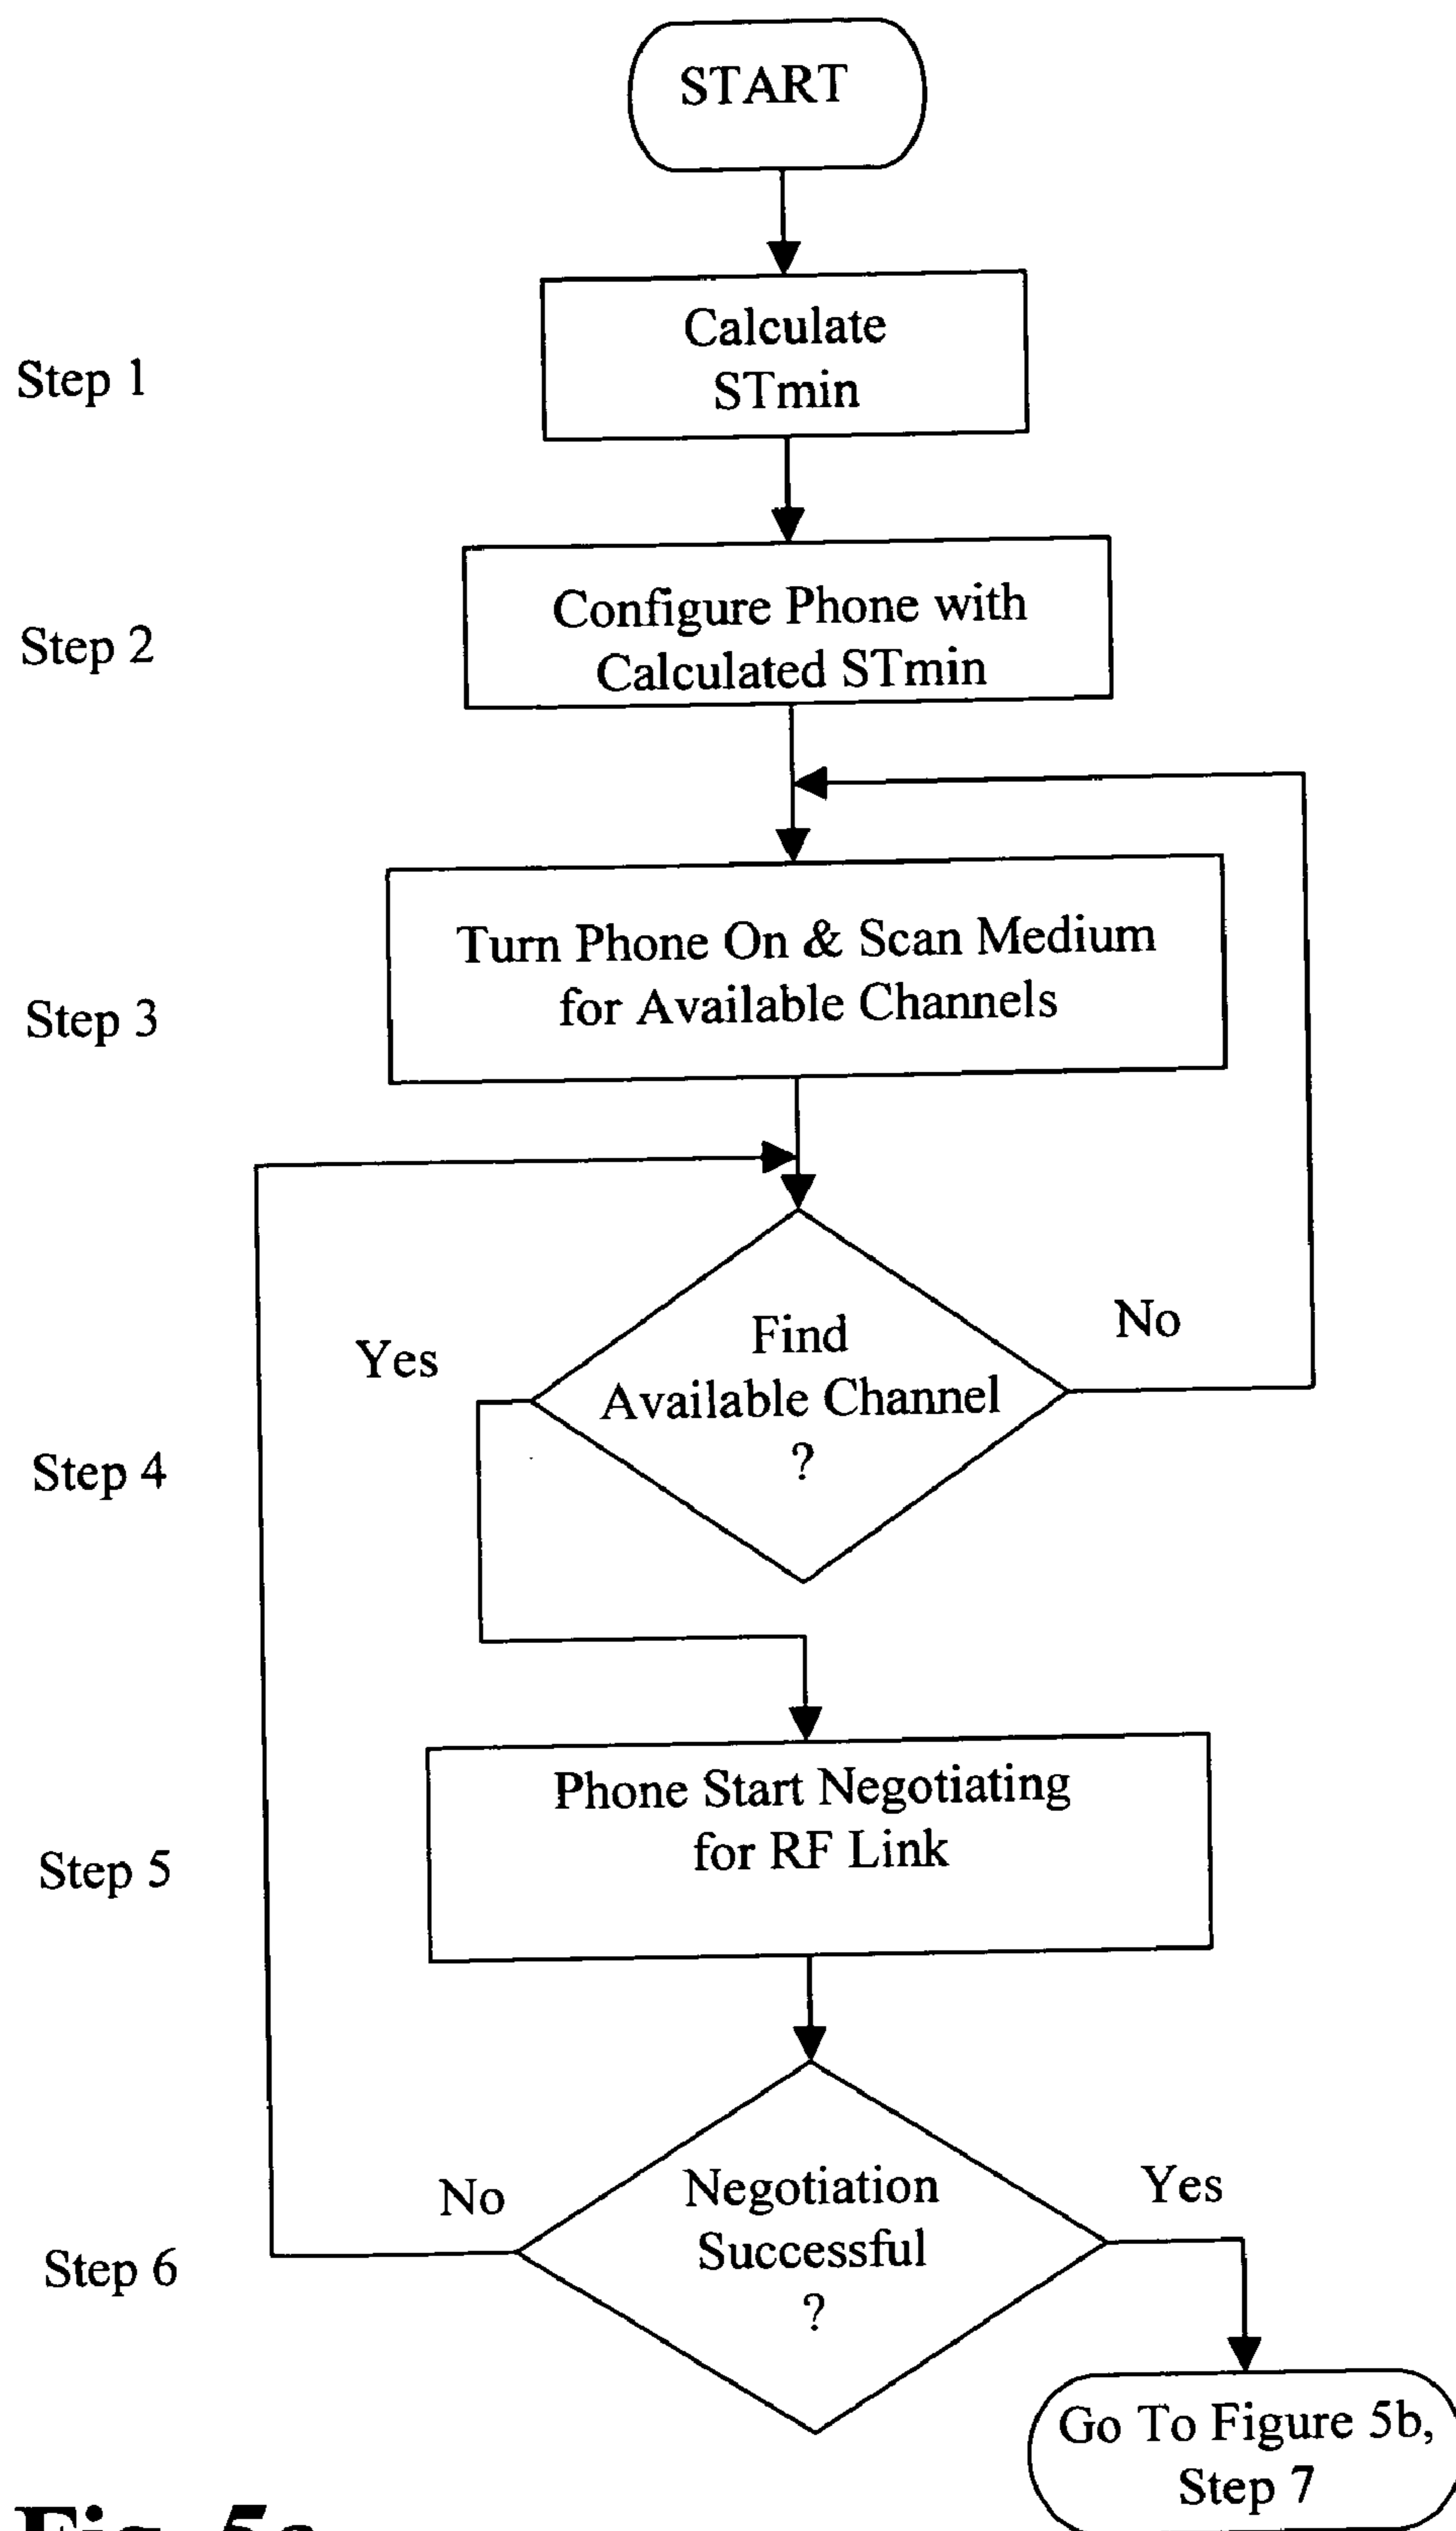 START
Step 1
Calculate
STmin
Step 2
Configure Phone with
Calculated STmin
Step 3
Turn Phone On & Scan Medium
for Available Channels
Yes
No
Find
Available Channel
?
Step 4
Phone Start Negotiating
for RF Link
Step 5
No
Yes
Negotiation
Successful
?
Step 6
Go To Figure 5b,
Step 7
Fig. 5a